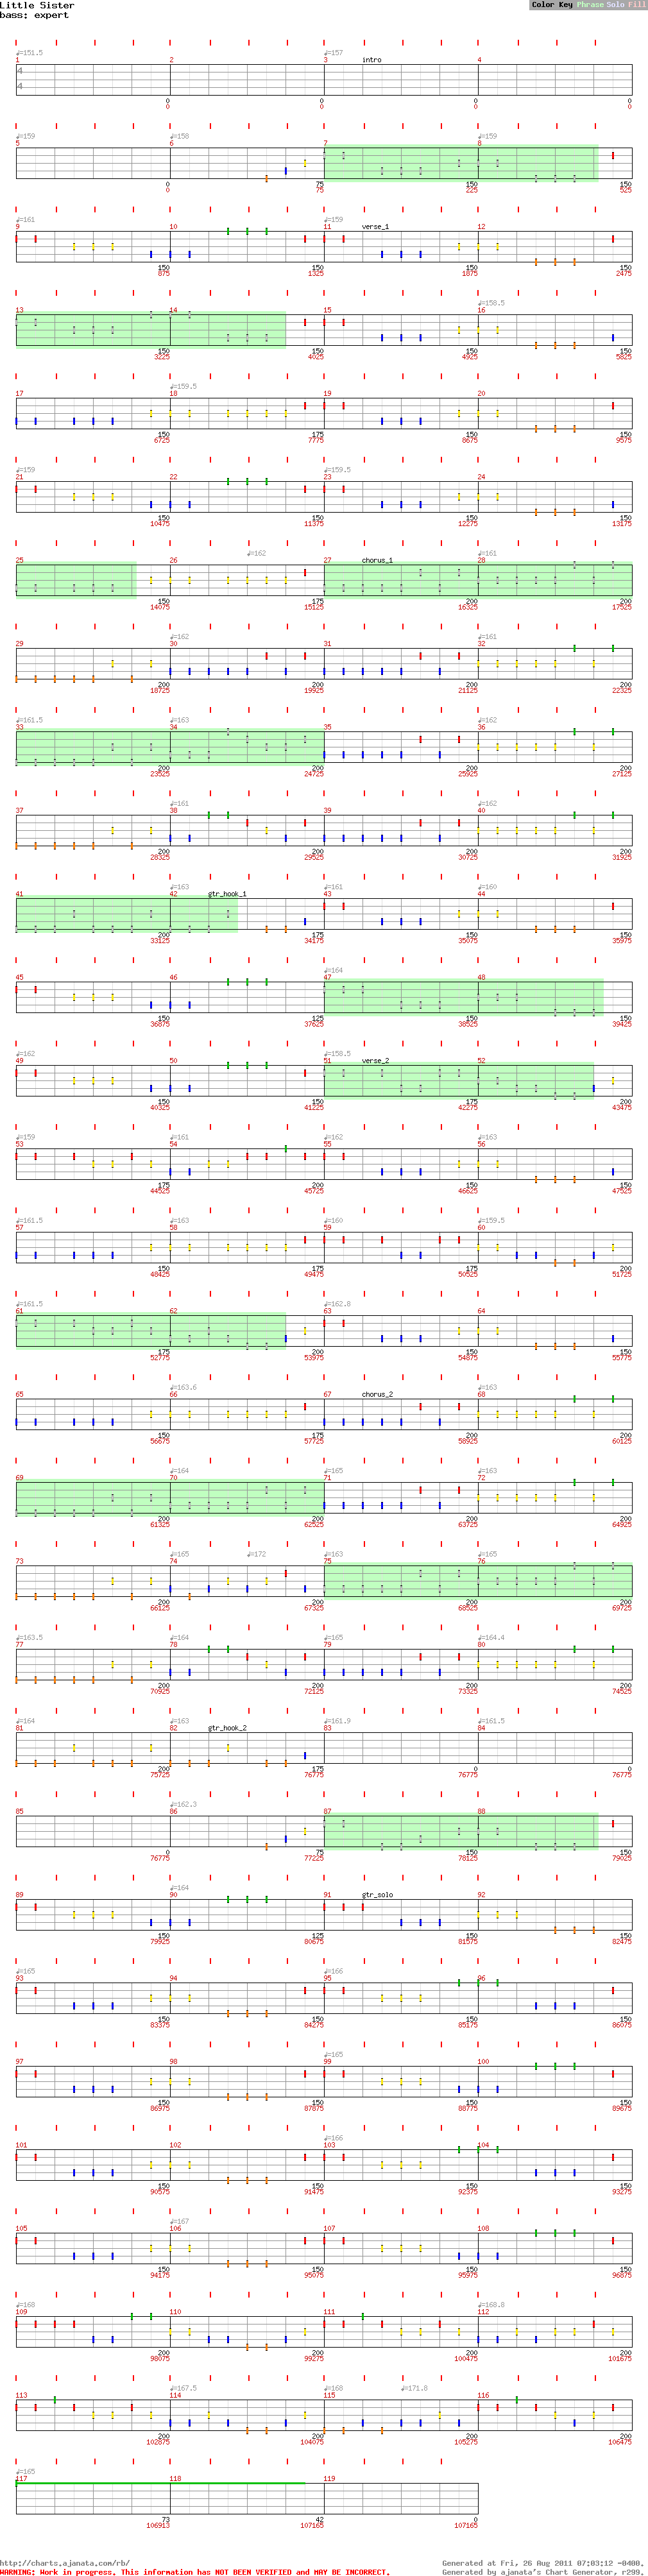 Little Sister
bass: expert
Color Key Phrase Solo Fill
♩=151.5 ♩=157
1 2 3 intro 4
4
4
0 0 0 0
0 0 0 0
♩=159 ♩=158 ♩=159
5 6 7 8
0 75 150 150
0 75 225 525
♩=161 ♩=159
9 10 11 verse_1 12
150 150 150 150
875 1325 1875 2475
♩=158.5
13 14 15 16
150 150 150 150
3225 4025 4925 5825
♩=159.5
17 18 19 20
150 150 150 150
6725 7775 8675 9575
♩=159 ♩=159.5
21 22 23 24
150 150 150 150
10475 11375 12275 13175
♩=162 ♩=161
25 26 27 chorus_1 28
150 175 200 200
14075 15125 16325 17525
♩=162 ♩=161
29 30 31 32
200 200 200 200
18725 19925 21125 22325
♩=161.5 ♩=163 ♩=162
33 34 35 36
200 200 200 200
23525 24725 25925 27125
♩=161 ♩=162
37 38 39 40
200 200 200 200
28325 29525 30725 31925
♩=163 ♩=161 ♩=160
41 42 gtr_hook_1 43 44
200 175 150 150
33125 34175 35075 35975
♩=164
45 46 47 48
150 125 150 150
36875 37625 38525 39425
♩=162 ♩=158.5
49 50 51 verse_2 52
150 150 175 200
40325 41225 42275 43475
♩=159 ♩=161 ♩=162 ♩=163
53 54 55 56
175 200 150 150
44525 45725 46625 47525
♩=161.5 ♩=163 ♩=160 ♩=159.5
57 58 59 60
150 175 175 200
48425 49475 50525 51725
♩=161.5 ♩=162.8
61 62 63 64
175 200 150 150
52775 53975 54875 55775
♩=163.6 ♩=163
65 66 67 chorus_2 68
150 175 200 200
56675 57725 58925 60125
♩=164 ♩=165 ♩=163
69 70 71 72
200 200 200 200
61325 62525 63725 64925
♩=165 ♩=172 ♩=163 ♩=165
73 74 75 76
200 200 200 200
66125 67325 68525 69725
♩=163.5 ♩=164 ♩=165 ♩=164.4
77 78 79 80
200 200 200 200
70925 72125 73325 74525
♩=164 ♩=163 ♩=161.9 ♩=161.5
81 82 gtr_hook_2 83 84
200 175 0 0
75725 76775 76775 76775
♩=162.3
85 86 87 88
0 75 150 150
76775 77225 78125 79025
♩=164
89 90 91 gtr_solo 92
150 125 150 150
79925 80675 81575 82475
♩=165 ♩=166
93 94 95 96
150 150 150 150
83375 84275 85175 86075
♩=165
97 98 99 100
150 150 150 150
86975 87875 88775 89675
♩=166
101 102 103 104
150 150 150 150
90575 91475 92375 93275
♩=167
105 106 107 108
150 150 150 150
94175 95075 95975 96875
♩=168 ♩=168.8
109 110 111 112
200 200 200 200
98075 99275 100475 101675
♩=167.5 ♩=168 ♩=171.8
113 114 115 116
200 200 200 200
102875 104075 105275 106475
♩=165
117 118 119
73 42 0
106913 107165 107165
http://charts.ajanata.com/rb/ Generated at Fri, 26 Aug 2011 07:03:12 -0400.
WARNING: Work in progress. This information has NOT BEEN VERIFIED and MAY BE INCORRECT. Generated by ajanata's Chart Generator, r299.